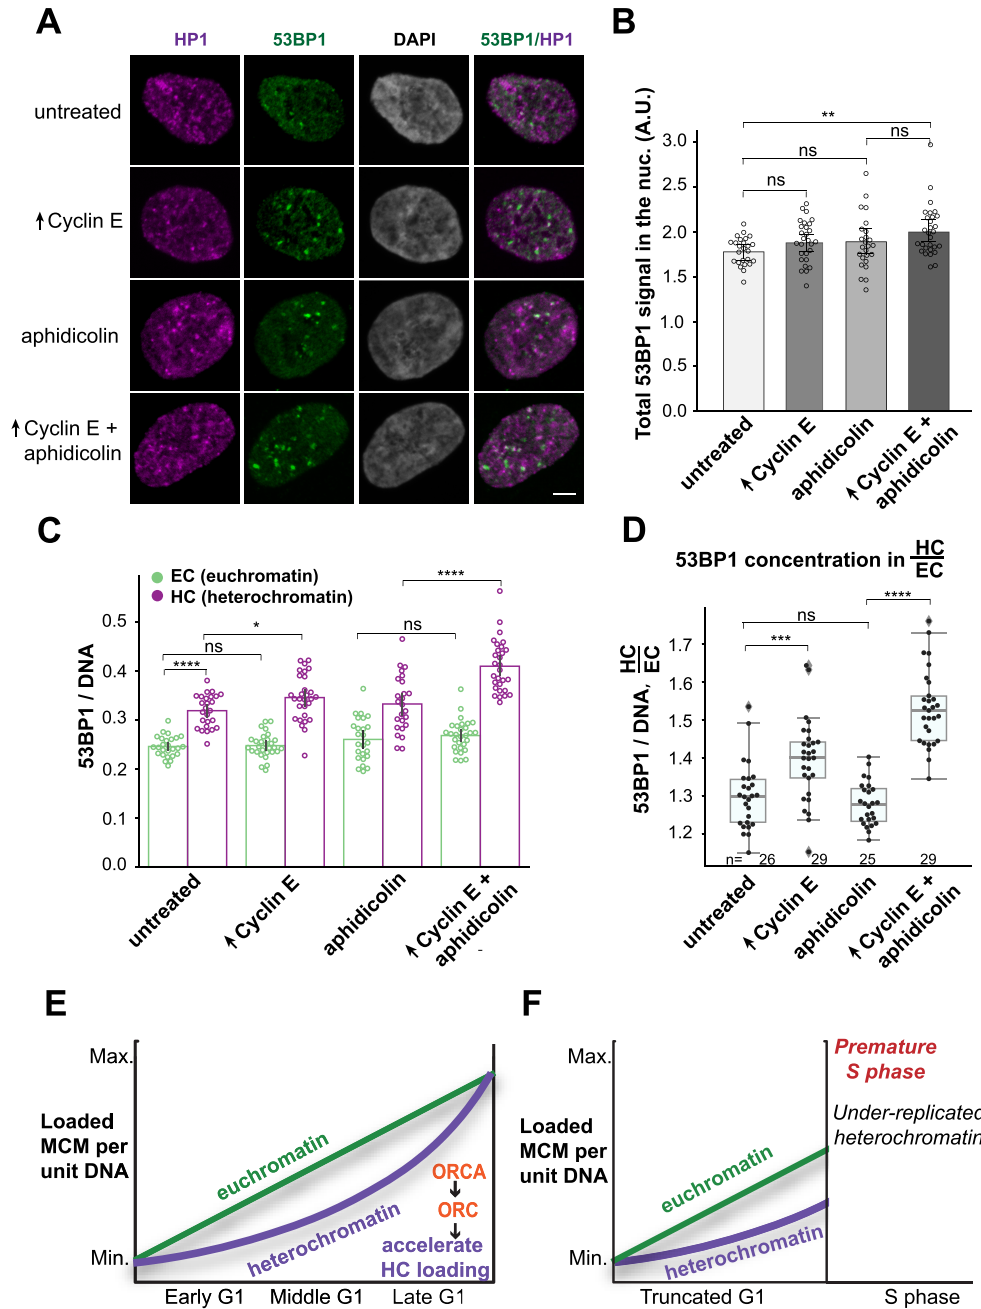 A
HP1
53BP1
DAPI
53BP1/HP1
untreated
↑Cyclin E
aphidicolin
↑Cyclin E +
aphidicolin
B
Total 53BP1 signal in the nuc. (A.U.)
**
ns
ns
ns
3.0
2.5
2.0
1.5
1.0
0.5
0.0
untreated
↑Cyclin E
aphidicolin
↑Cyclin E +
aphidicolin
C
EC (euchromatin)
HC (heterochromatin)
53BP1 / DNA
****
*
ns
ns
****
0.5
0.4
0.3
0.2
0.1
0.0
untreated
↑Cyclin E
aphidicolin
↑Cyclin E +
aphidicolin
D
53BP1 concentration in HC
EC
53BP1 / DNA, HC
EC
****
ns
***
1.7
1.6
1.5
1.4
1.3
1.2
n= 26 29 25 29
untreated
↑Cyclin E
aphidicolin
↑Cyclin E +
aphidicolin
E
Max.
Loaded
MCM per
unit DNA
Min.
euchromatin
heterochromatin
ORCA
↓
ORC
↓
accelerate
HC loading
Early G1 Middle G1 Late G1
F
Max.
Loaded
MCM per
unit DNA
Min.
euchromatin
heterochromatin
Premature
S phase
Under-replicated
heterochromatin
Truncated G1 S phase